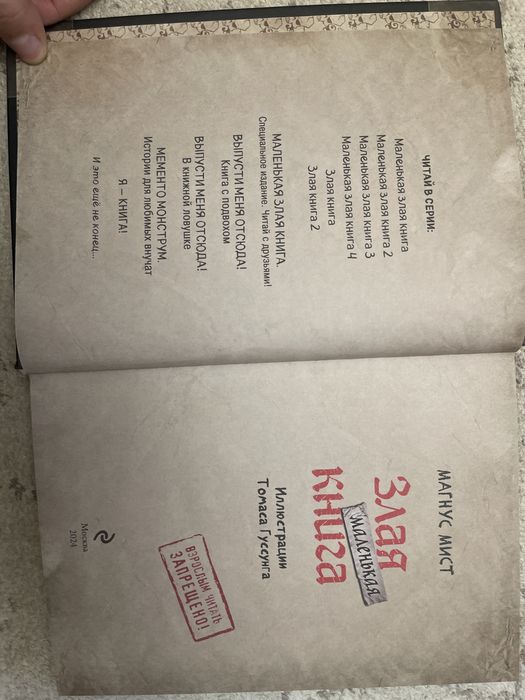 ЧИТАЙ В СЕРИИ:
Маленькая злая книга
Маленькая злая книга 2
Маленькая злая книга 3
Маленькая злая книга 4
Злая книга
Злая книга 2
МАЛЕНЬКАЯ ЗЛАЯ КНИГА.
Специальное издание. Читай с друзьями!
ВЫПУСТИ МЕНЯ ОТСЮДА!
Книга с подвохом
ВЫПУСТИ МЕНЯ ОТСЮДА!
В книжной ловушке
МЕМЕНТО МОНСТРУМ.
Истории для любимых внучат
Я – КНИГА!
И это ещё не конец...
МАГНУС МИСТ
Злая
маленькая
книга
Иллюстрации
Томаса Гуссунга
ВЗРОСЛЫМ ЧИТАТЬ
ЗАПРЕЩЕНО!
Москва
2024